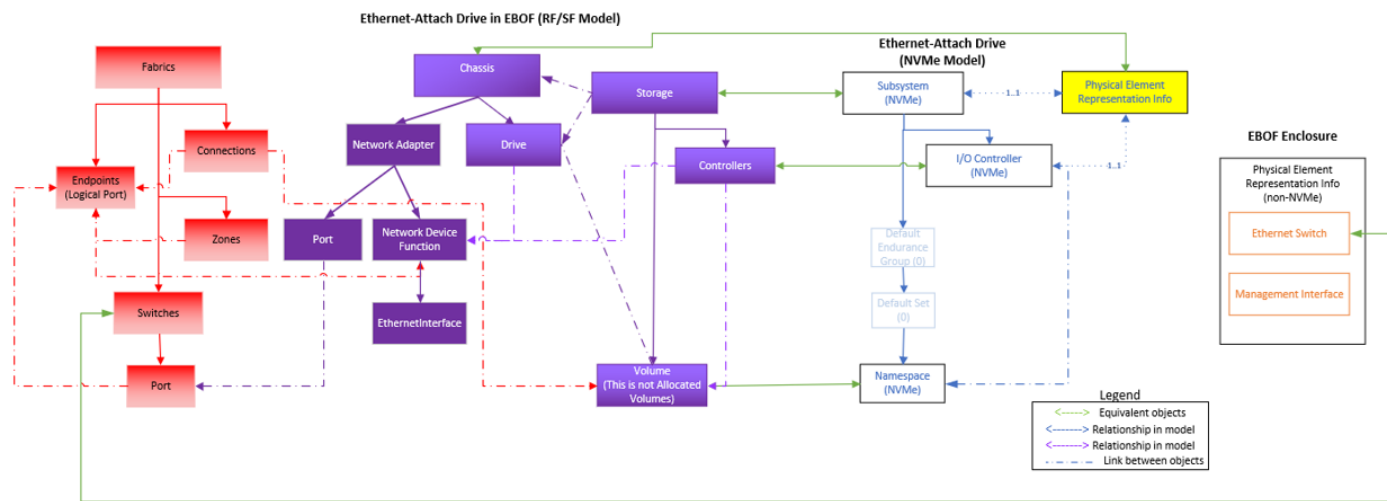 Ethernet-Attach Drive in EBOF (RF/SF Model)
Ethernet-Attach Drive
(NVMe Model)
EBOF Enclosure
Fabrics
Connections
Endpoints
(Logical Port)
Zones
Switches
Port
Chassis
Network Adapter
Drive
Port
Network Device
Function
EthernetInterface
Storage
Controllers
Volume
(This is not Allocated
Volumes)
Subsystem
(NVMe)
1..1
Physical Element
Representation Info
I/O Controller
(NVMe)
1..1
Default
Endurance
Group (0)
Default Set
(0)
Namespace
(NVMe)
Physical Element
Representation Info
(non-NVMe)
Ethernet Switch
Management Interface
Legend
Equivalent objects
Relationship in model
Relationship in model
Link between objects